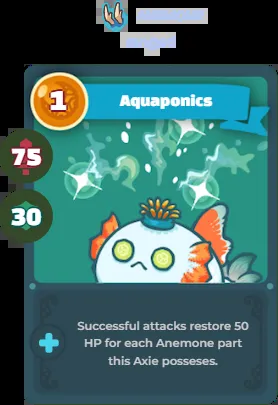 1
Aquaponics
75
30
Successful attacks restore 50
HP for each Anemone part
this Axie posseses.